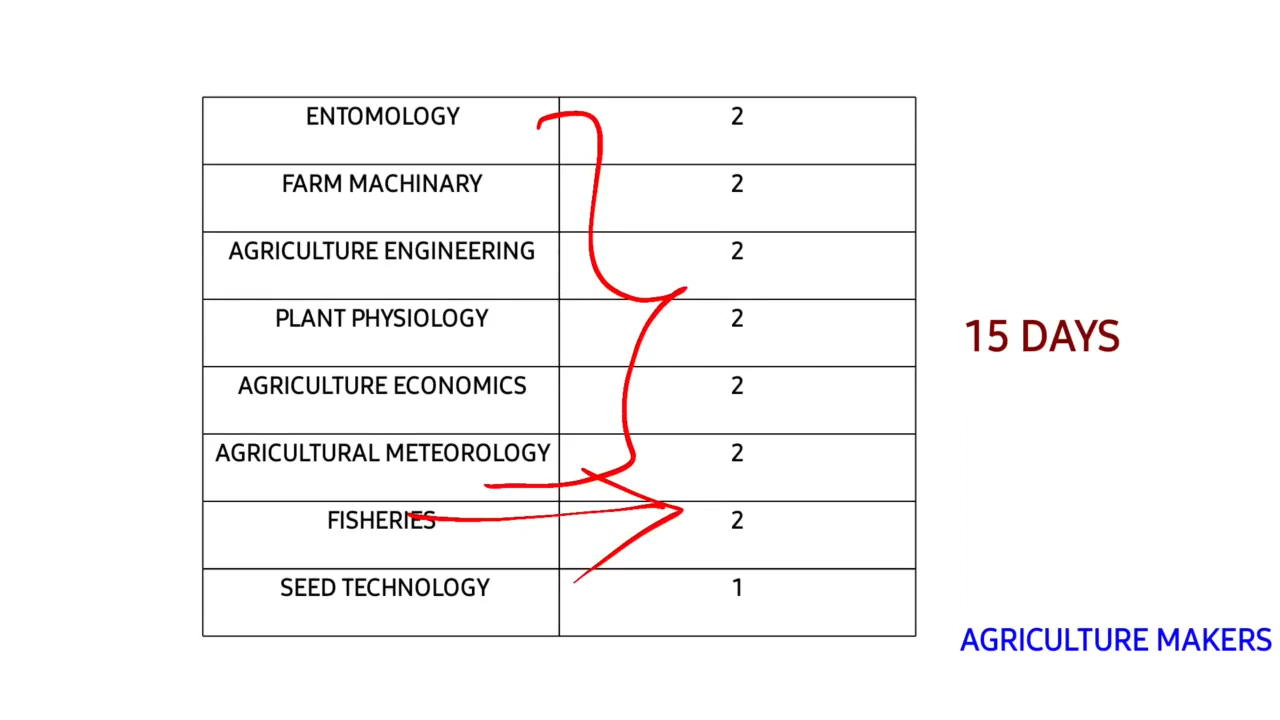 ENTOMOLOGY 2
FARM MACHINARY 2
AGRICULTURE ENGINEERING 2
PLANT PHYSIOLOGY 2
15 DAYS
AGRICULTURE ECONOMICS 2
AGRICULTURAL METEOROLOGY 2
FISHERIES 2
SEED TECHNOLOGY 1
AGRICULTURE MAKERS